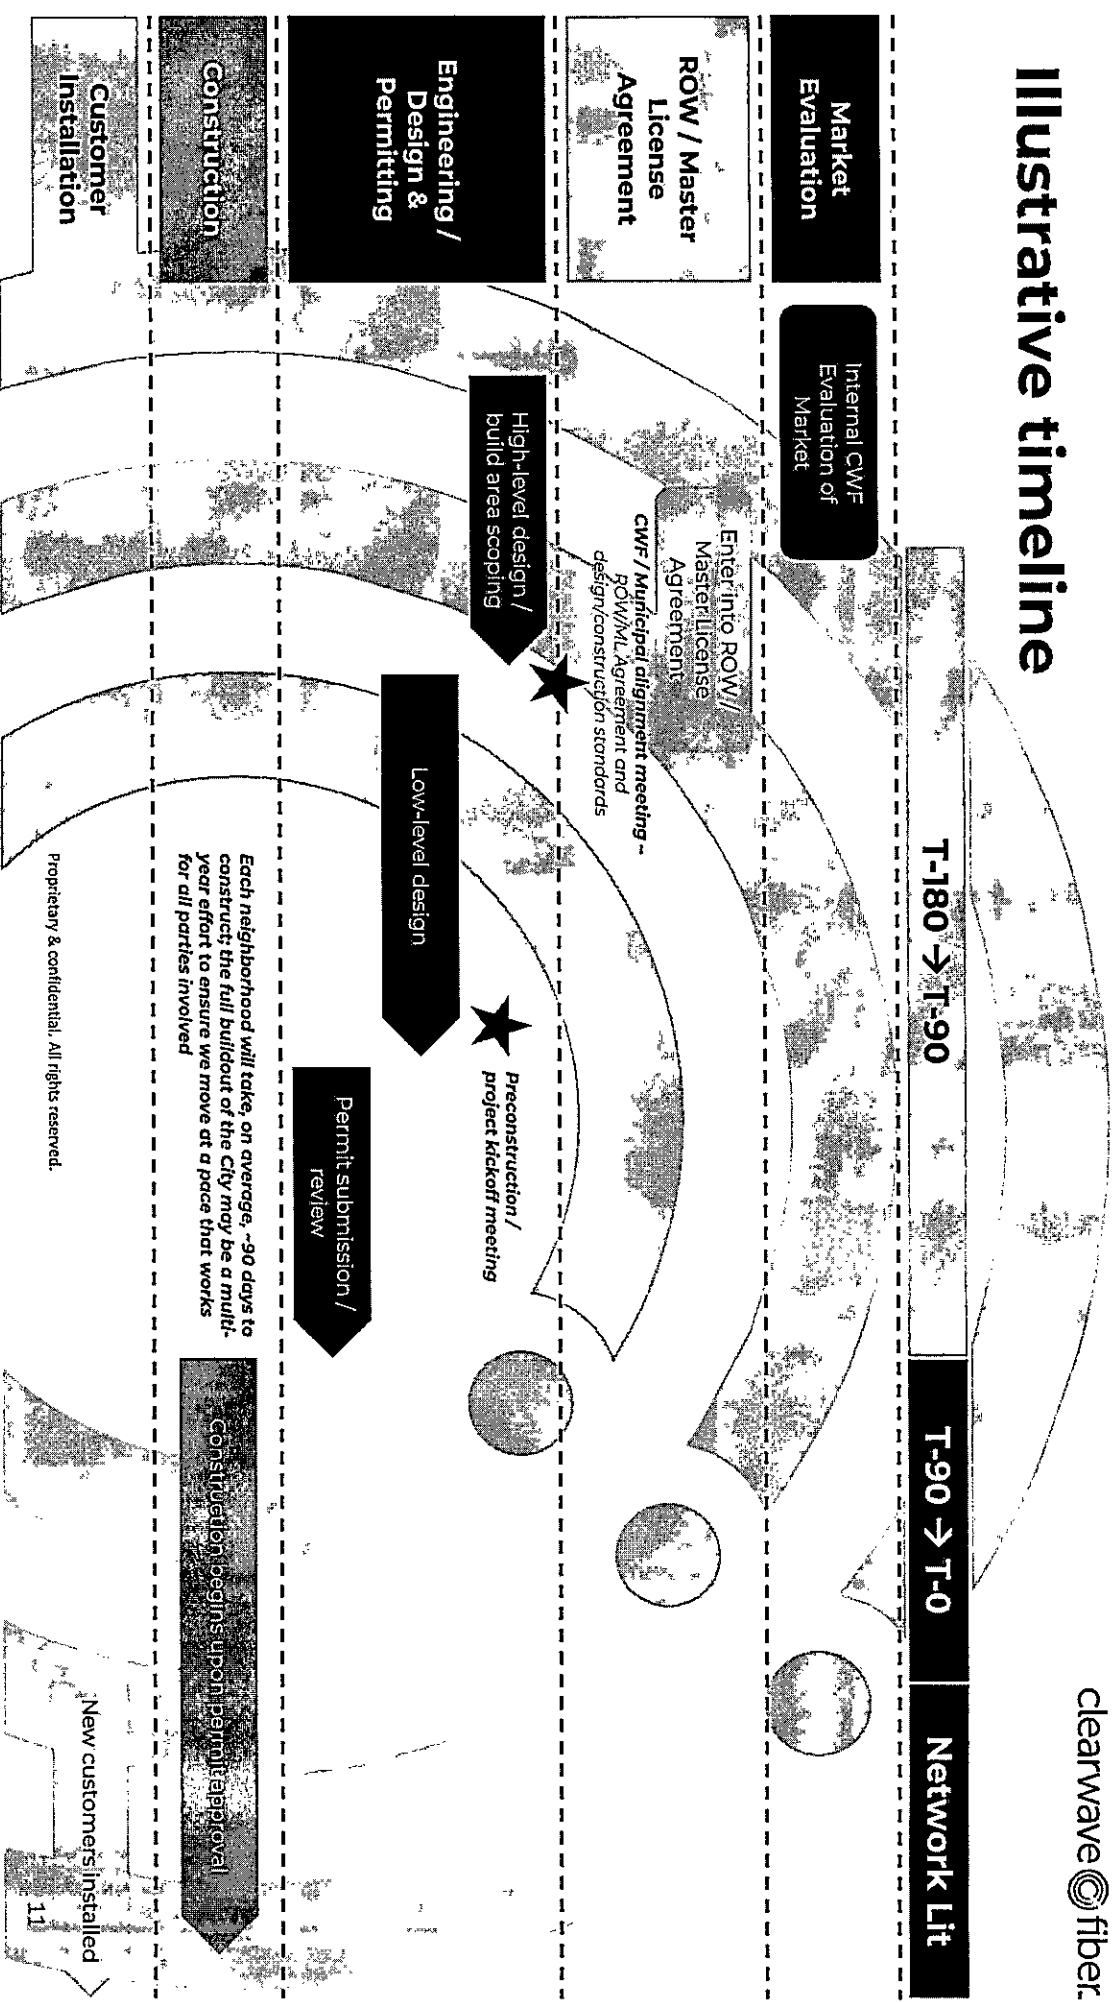 Illustrative timeline
clearwave fiber.
T-180 → T-90
T-90 → T-0
Network Lit
Market
Evaluation
Internal CWF
Evaluation of
Market
ROW / Master
License
Agreement
Enter into ROW /
Master License
Agreement
CWF / Municipal alignment meeting –
ROW/ML Agreement and
design/construction standards
Engineering /
Design &
Permitting
High-level design /
build area scoping
Low-level design
Preconstruction /
project kickoff meeting
Permit submission /
review
Construction
Each neighborhood will take, on average, ~90 days to
construct; the full buildout of the City may be a multi-
year effort to ensure we move at a pace that works
for all parties involved
Construction begins upon permit approval
Customer
Installation
New customers installed
Proprietary & confidential. All rights reserved.
11